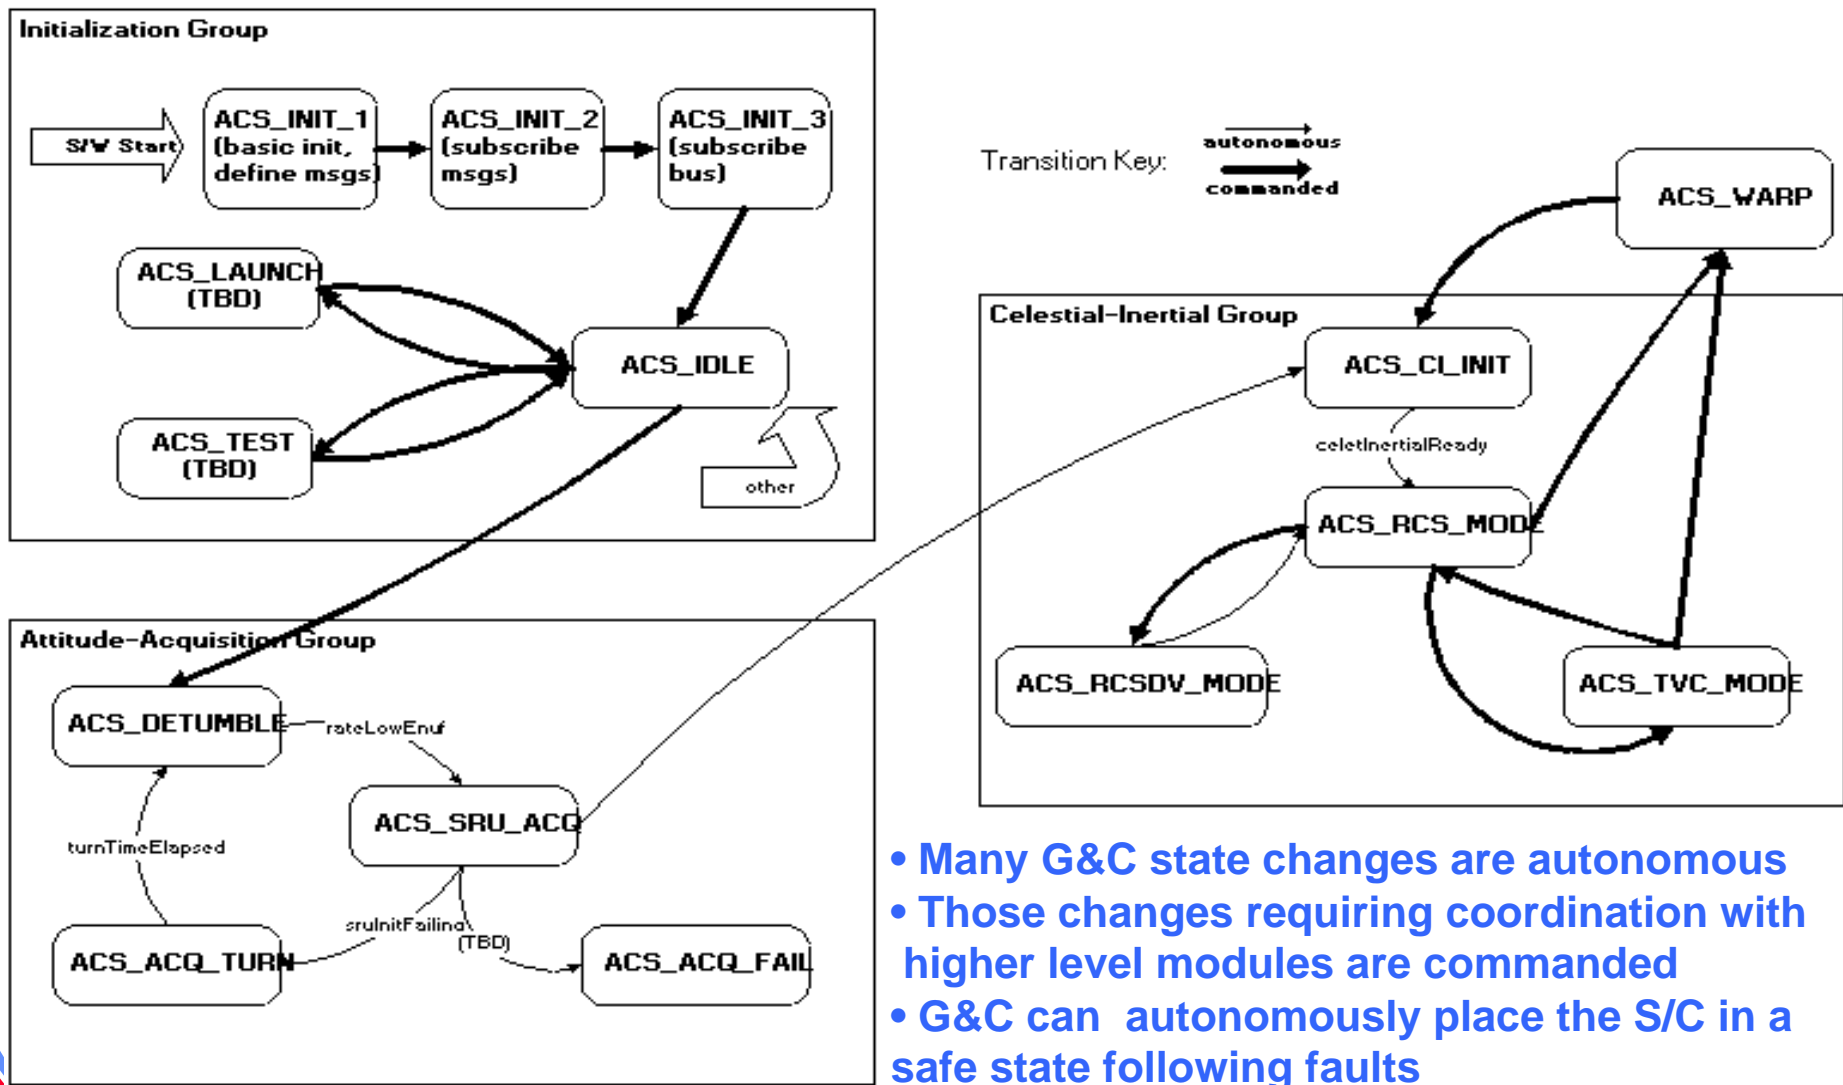 Initialization Group
S/W Start
ACS_INIT_1
(basic init,
define msgs)
ACS_INIT_2
(subscribe
msgs)
ACS_INIT_3
(subscribe
bus)
ACS_LAUNCH
(TBD)
ACS_IDLE
ACS_TEST
(TBD)
other
Transition Key:
autonomous
commanded
ACS_WARP
Celestial-Inertial Group
ACS_CI_INIT
celetInertialReady
ACS_RCS_MODE
ACS_RCSDV_MODE
ACS_TVC_MODE
Attitude-Acquisition Group
ACS_DETUMBLE
rateLowEnuf
ACS_SRU_ACQ
turnTimeElapsed
sruInitFailing
(TBD)
ACS_ACQ_TURN
ACS_ACQ_FAIL
• Many G&C state changes are autonomous
• Those changes requiring coordination with
higher level modules are commanded
• G&C can autonomously place the S/C in a
safe state following faults